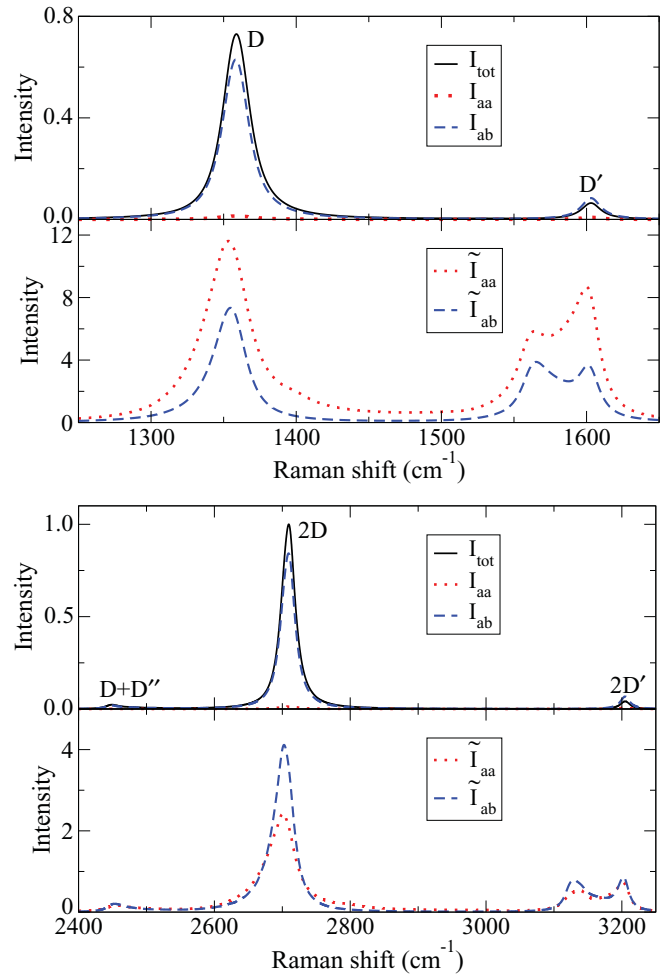 0.8
0.4
0.0
Intensity
D
D′
I_tot
I_aa
I_ab
12
8
4
0
Intensity
Ĩ_aa
Ĩ_ab
1300 1400 1500 1600
Raman shift (cm⁻¹)
1.0
0.5
0.0
Intensity
D+D′′
2D
2D′
I_tot
I_aa
I_ab
4
2
0
Intensity
Ĩ_aa
Ĩ_ab
2400 2600 2800 3000 3200
Raman shift (cm⁻¹)